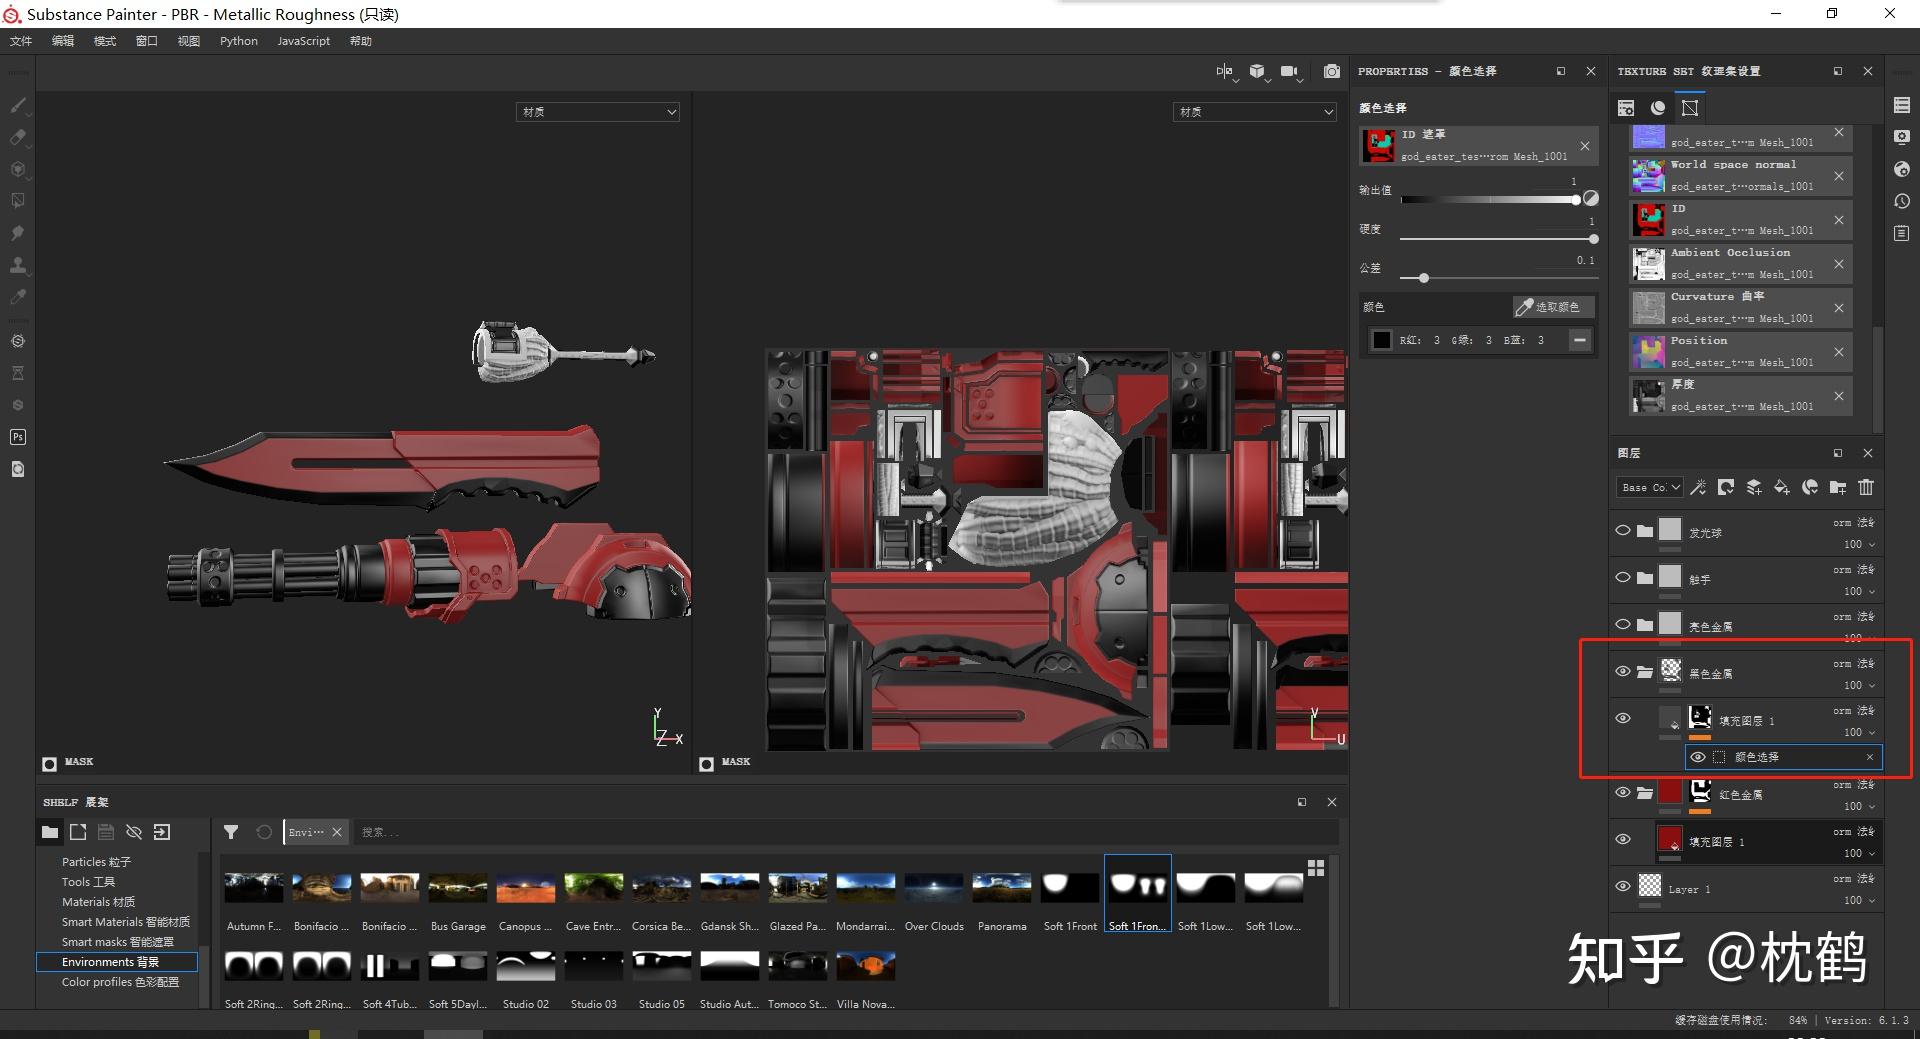 Substance Painter - PBR - Metallic Roughness (只读)
文件 编辑 模式 窗口 视图 Python JavaScript 帮助
材质
材质
Y
Z X
V
U
MASK
MASK
PROPERTIES - 颜色选择
颜色选择
ID 遮罩
god_eater_tes···rom Mesh_1001
输出值 1
硬度 1
公差 0.1
颜色 选取颜色
R红: 3 G绿: 3 B蓝: 3
TEXTURE SET 纹理集设置
god_eater_t···m Mesh_1001
World space normal
god_eater_t···ormals_1001
ID
god_eater_t···m Mesh_1001
Ambient Occlusion
god_eater_t···m Mesh_1001
Curvature 曲率
god_eater_t···m Mesh_1001
Position
god_eater_t···m Mesh_1001
厚度
god_eater_t···m Mesh_1001
图层
Base Co
发光球 orm 法线
100
触手 orm 法线
100
亮色金属 orm 法线
100
黑色金属 orm 法线
100
填充图层 1 orm 法线
100
颜色选择
红色金属 orm 法线
100
填充图层 1 orm 法线
100
Layer 1 orm 法线
100
SHELF 展架
Envi···
搜索...
Particles 粒子
Tools 工具
Materials 材质
Smart Materials 智能材质
Smart masks 智能遮罩
Environments 背景
Color profiles 色彩配置
Autumn F... Bonifacio ... Bonifacio ... Bus Garage Canopus ... Cave Entr... Corsica Be... Gdansk Sh... Glazed Pa... Mondarrai... Over Clouds Panorama Soft 1Front Soft 1Fron... Soft 1Low... Soft 1Low...
Soft 2Ring... Soft 2Ring... Soft 4Tub... Soft 5Dayl... Studio 02 Studio 03 Studio 05 Studio Aut... Tomoco St... Villa Nova...
Ps
知乎 @枕鹤
缓存磁盘使用情况: 84% | Version: 6.1.3